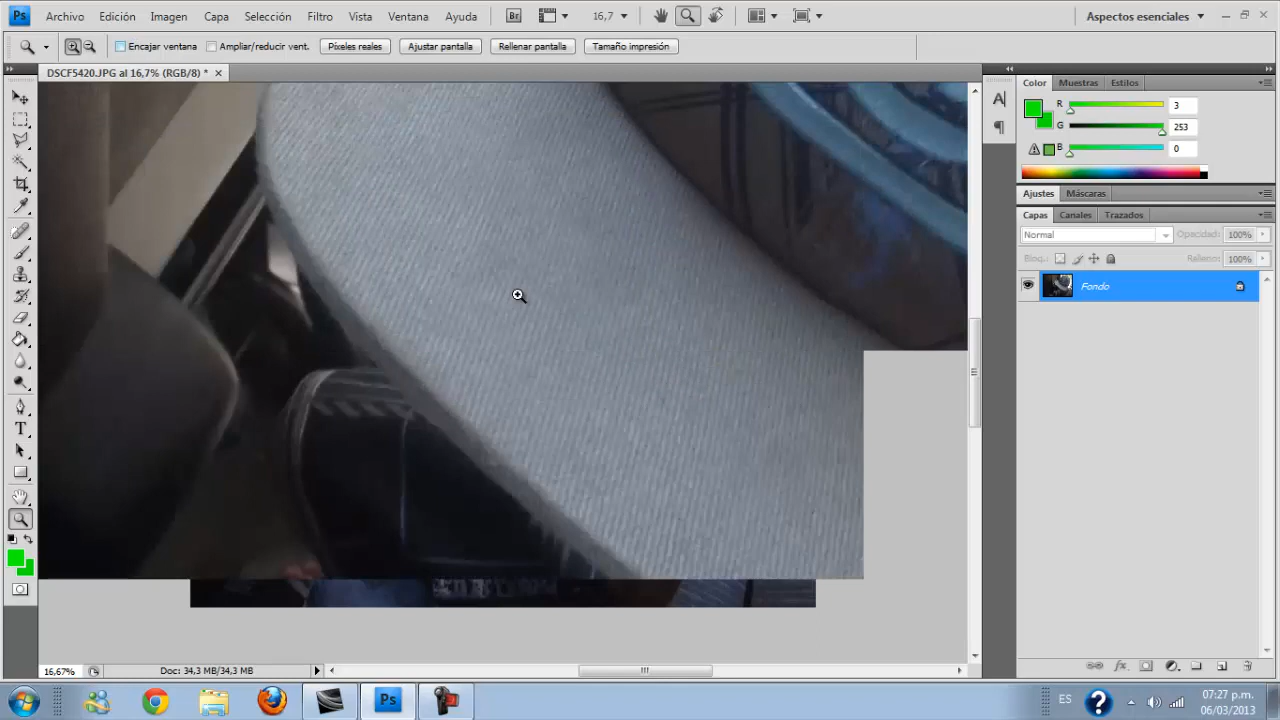 Ps Archivo Edición Imagen Capa Selección Filtro Vista Ventana Ayuda Br 16,7 Aspectos esenciales
Encajar ventana Ampliar/reducir vent. Píxeles reales Ajustar pantalla Rellenar pantalla Tamaño impresión
DSCF5420.JPG al 16,7% (RGB/8) *
Color Muestras Estilos
R 3
G 253
B 0
Ajustes Máscaras
Capas Canales Trazados
Normal Opacidad: 100%
Bloq.: Relleno: 100%
Fondo
16,67% Doc: 34,3 MB/34,3 MB
Ps ES 07:27 p.m.
06/03/2013